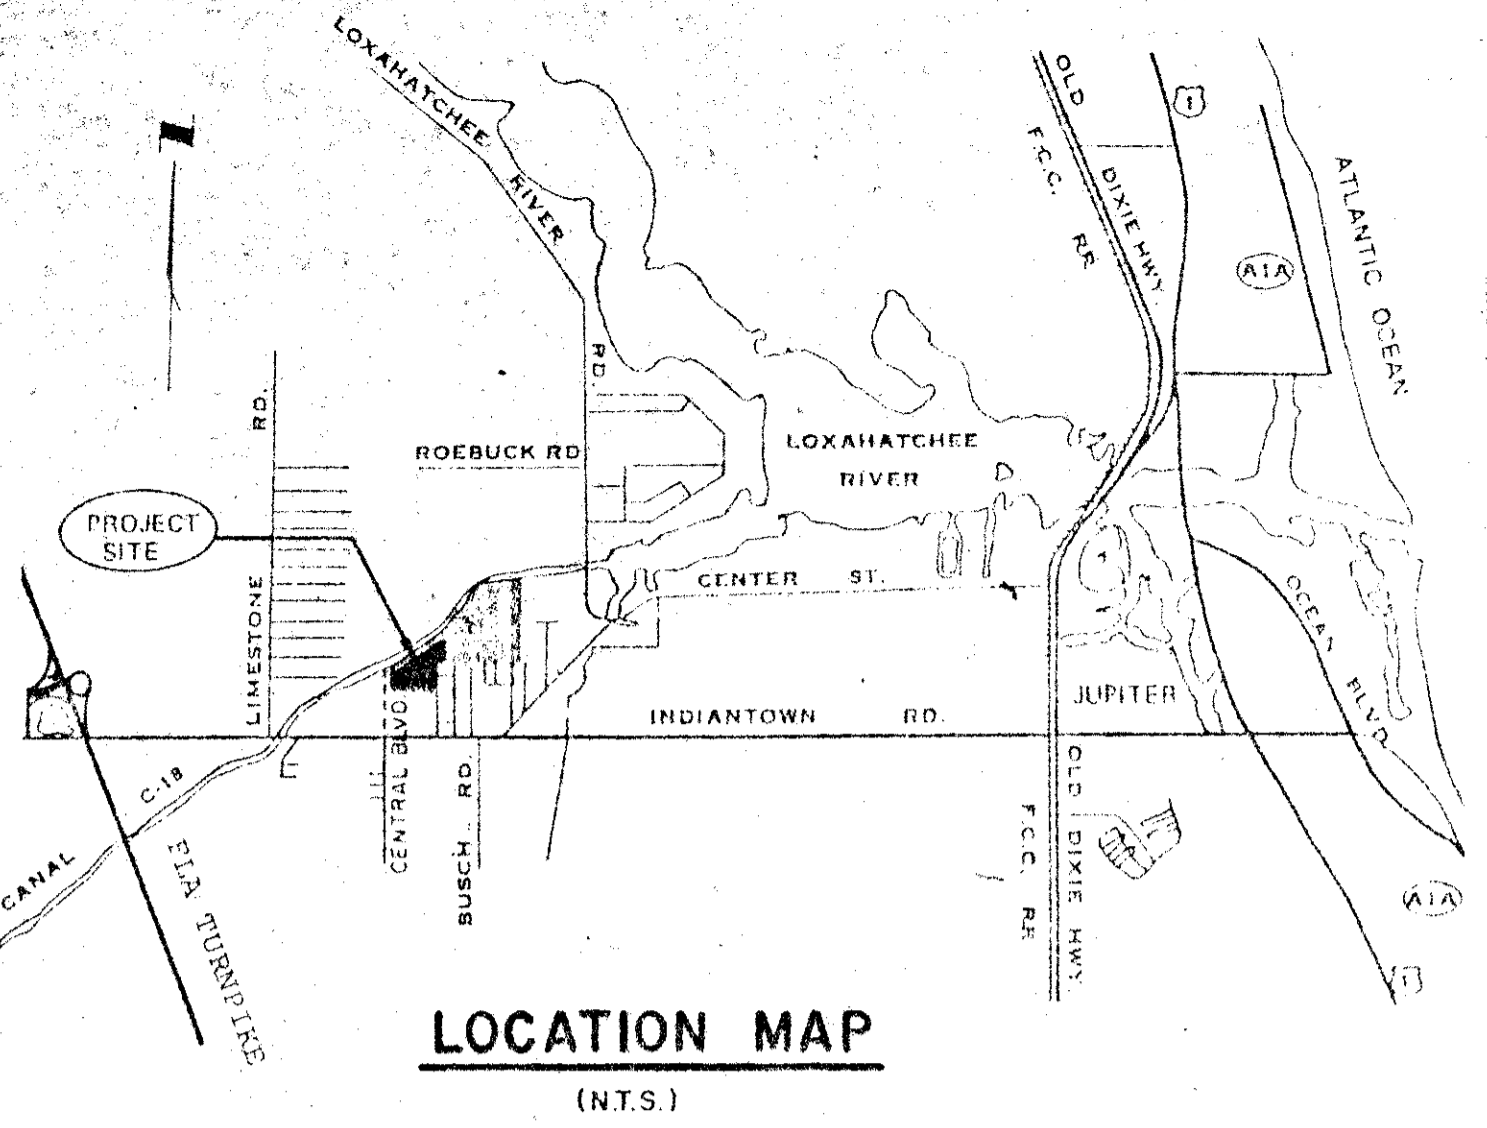 LOXAHATCHEE RIVER RD.
OLD DIXIE HWY.
1
F.C.C. RR
ATLANTIC OCEAN
A1A
LIMESTONE RD.
ROEBUCK RD
LOXAHATCHEE
RIVER
PROJECT
SITE
CENTER ST.
OCEAN BLVD
JUPITER
INDIANTOWN RD.
CENTRAL BLVD
BUSCH RD.
CANAL C-18
FLA TURNPIKE
F.C.C. RR
OLD DIXIE HWY
A1A
1
LOCATION MAP
(N.T.S.)